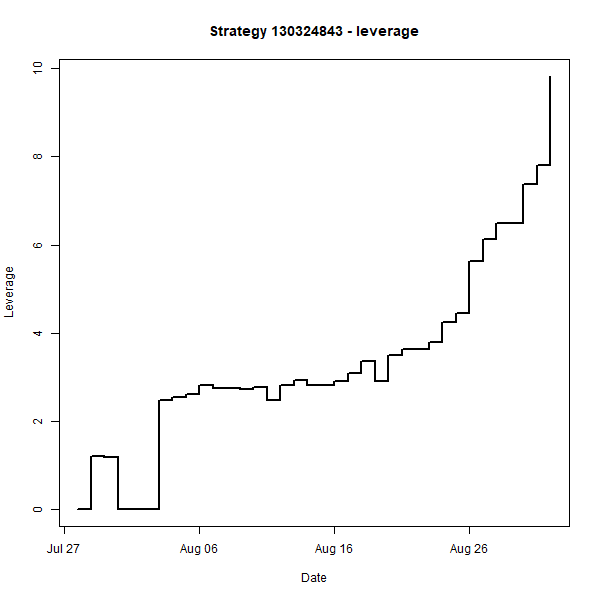 Strategy 130324843 - leverage
10
8
6
4
2
0
Leverage
Jul 27
Aug 06
Aug 16
Aug 26
Date